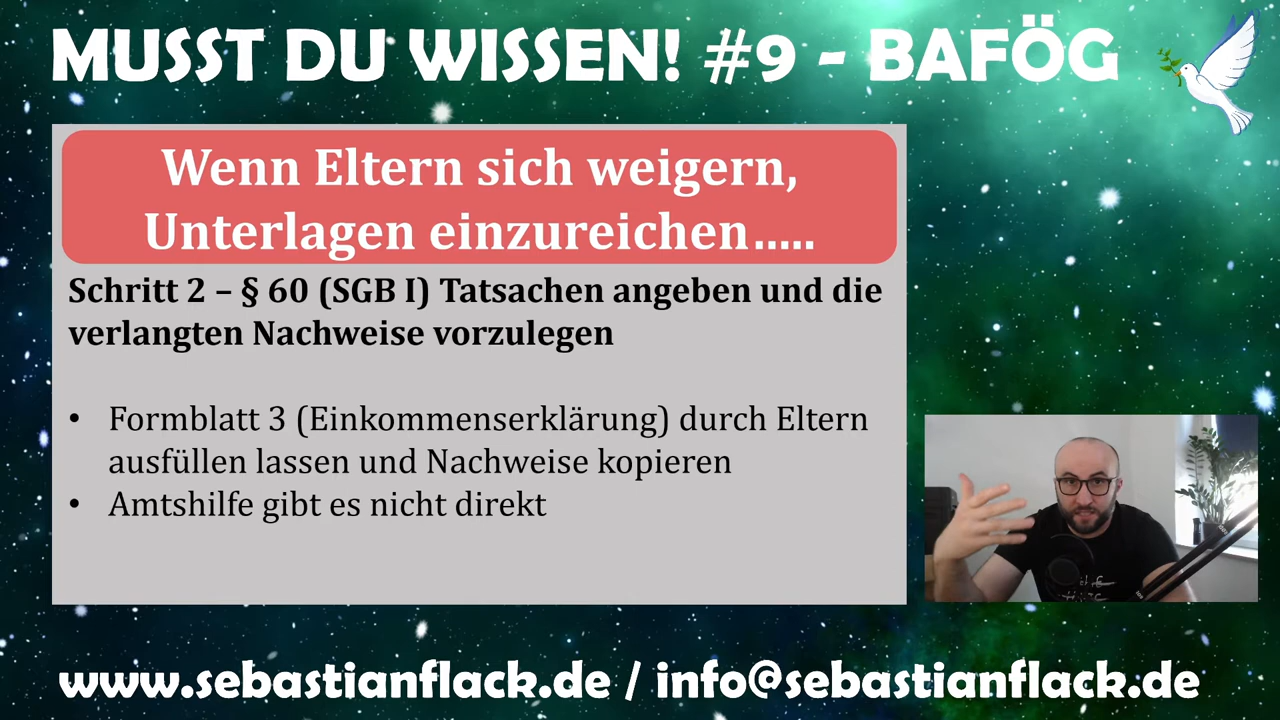 MUSST DU WISSEN! #9 - BAFÖG
Wenn Eltern sich weigern,
Unterlagen einzureichen.....
Schritt 2 – § 60 (SGB I) Tatsachen angeben und die
verlangten Nachweise vorzulegen
• Formblatt 3 (Einkommenserklärung) durch Eltern
ausfüllen lassen und Nachweise kopieren
• Amtshilfe gibt es nicht direkt
www.sebastianflack.de / info@sebastianflack.de